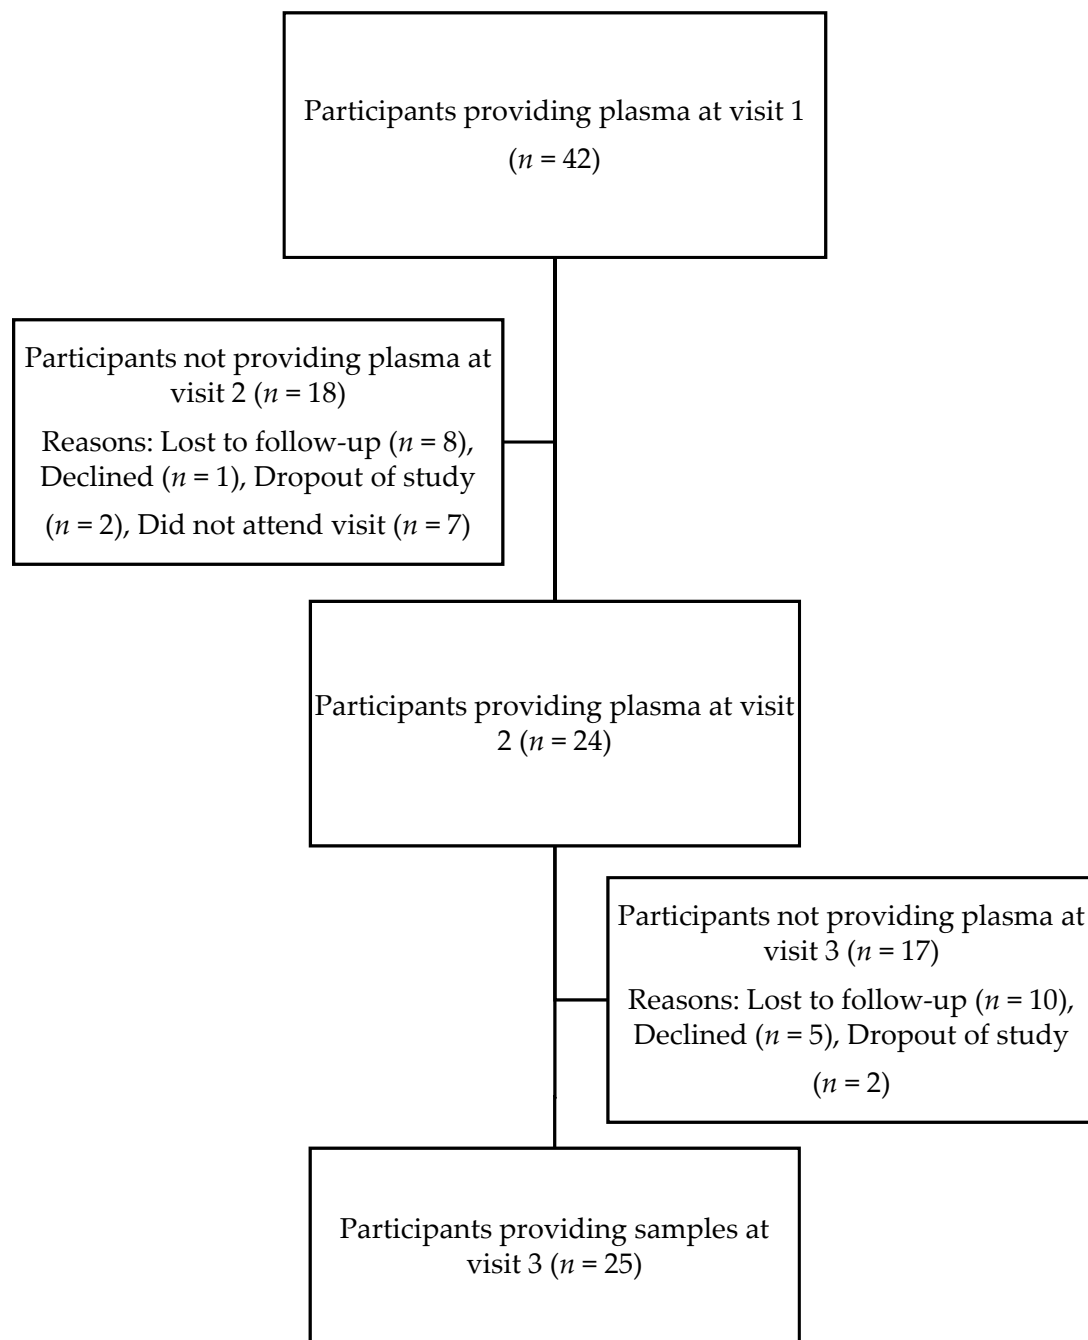 Participants providing plasma at visit 1
(n = 42)
Participants not providing plasma at
visit 2 (n = 18)
Reasons: Lost to follow-up (n = 8),
Declined (n = 1), Dropout of study
(n = 2), Did not attend visit (n = 7)
Participants providing plasma at visit
2 (n = 24)
Participants not providing plasma at
visit 3 (n = 17)
Reasons: Lost to follow-up (n = 10),
Declined (n = 5), Dropout of study
(n = 2)
Participants providing samples at
visit 3 (n = 25)